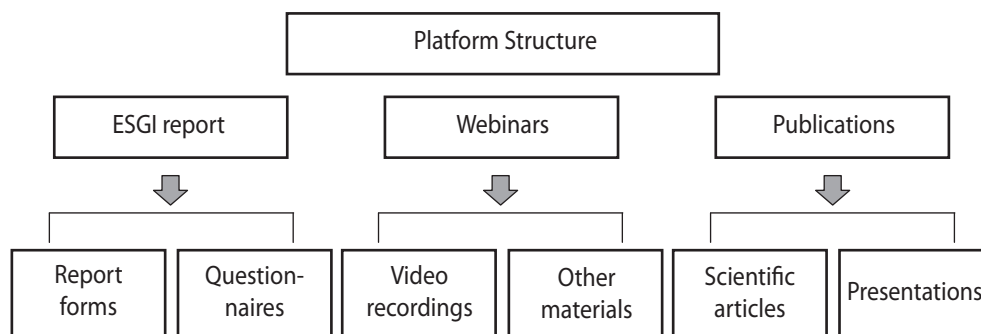 Platform Structure
ESGI report
Webinars
Publications
Report
forms
Question-
naires
Video
recordings
Other
materials
Scientific
articles
Presentations